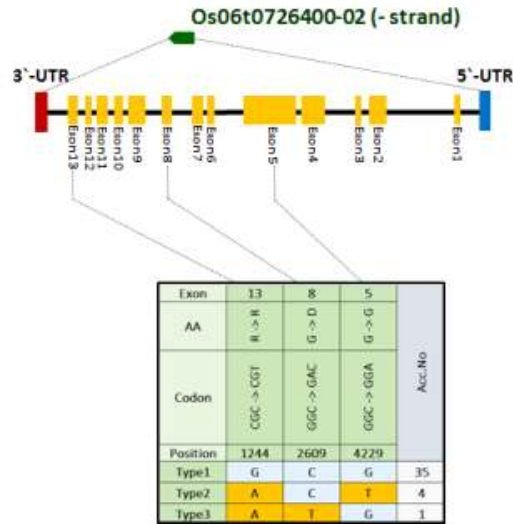 Os06t0726400-02 (- strand)
3`-UTR 5`-UTR
Exon13 Exon12 Exon11 Exon10 Exon9 Exon8 Exon7 Exon6 Exon5 Exon4 Exon3 Exon2 Exon1
Exon 13 8 5
AA R -> R G -> D G -> G Acc.No
Codon CGC -> CGT GGC -> GAC GGC -> GGA
Position 1244 2609 4229
Type1 G C G 35
Type2 A C T 4
Type3 A T G 1